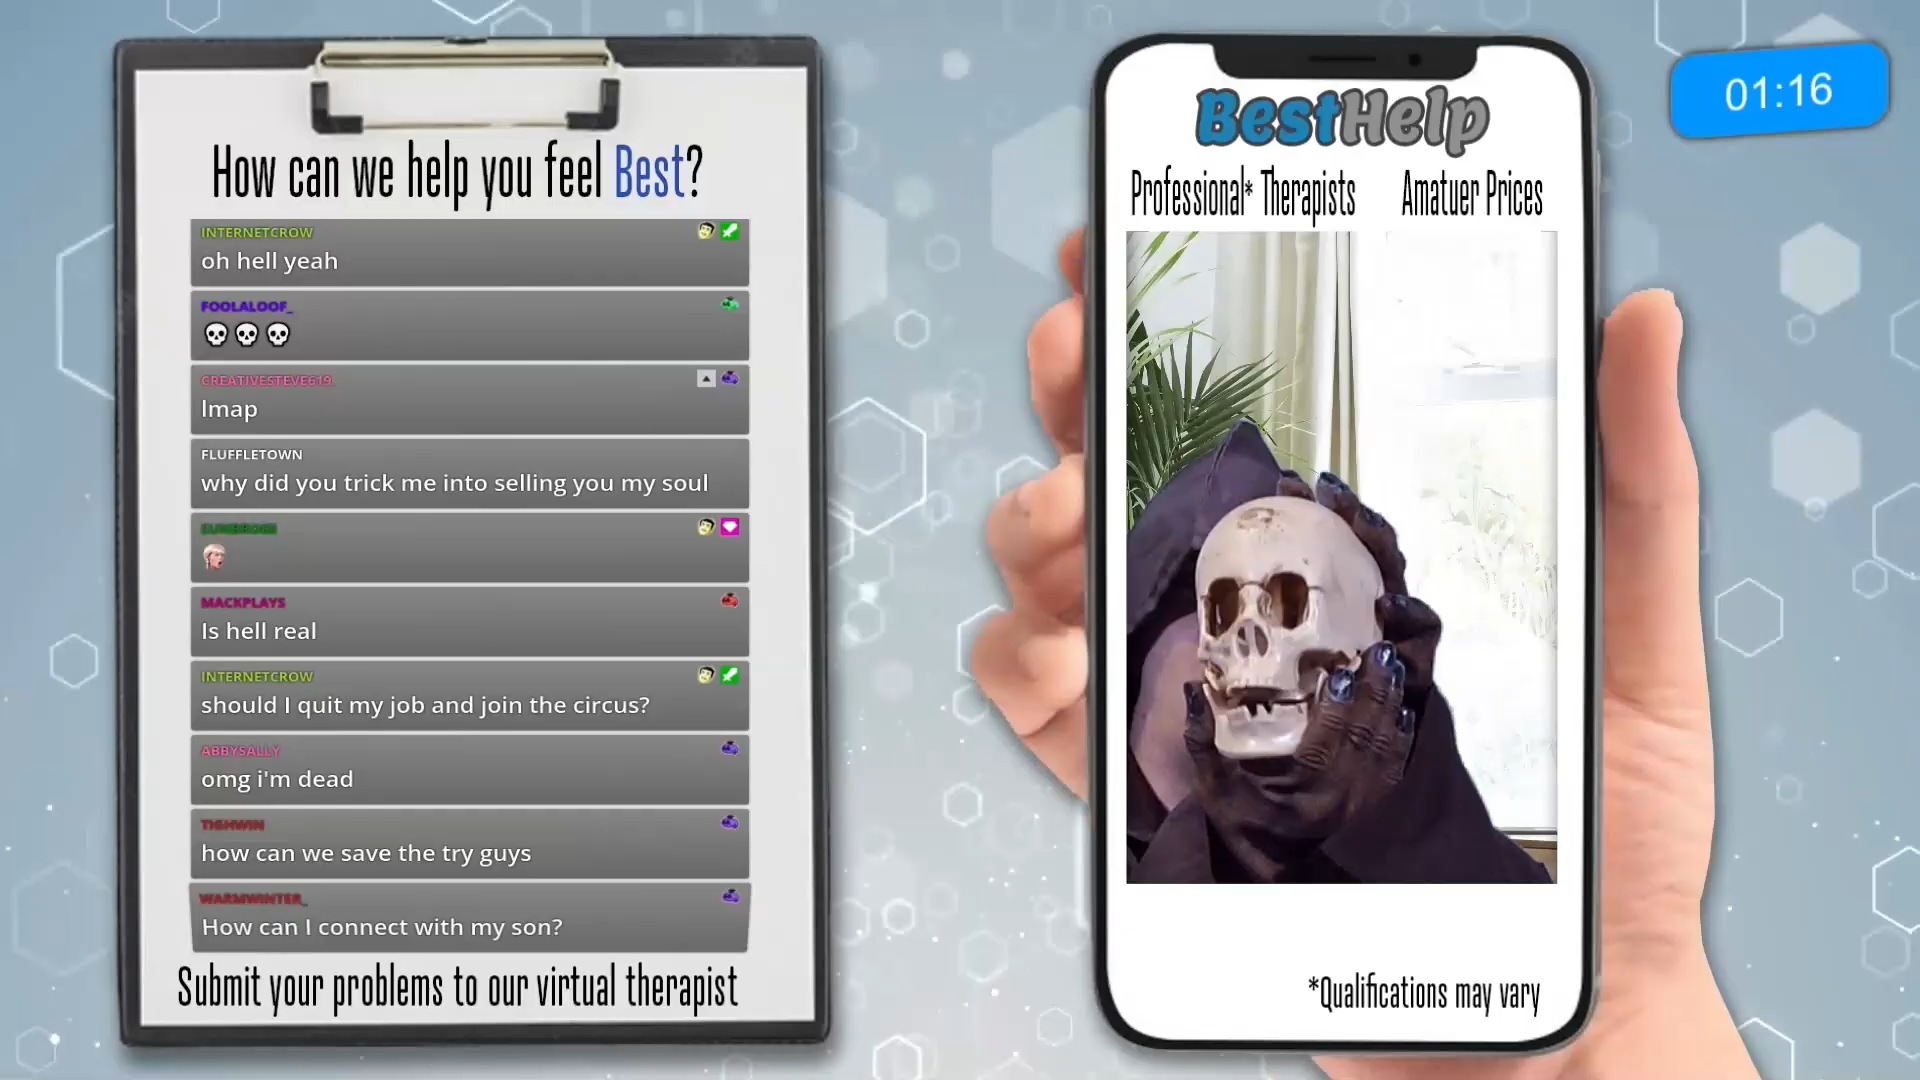 How can we help you feel Best?
INTERNETCROW
oh hell yeah
FOOLALOOF_
CREATIVESTEVE619
lmap
FLUFFLETOWN
why did you trick me into selling you my soul
MACKPLAYS
Is hell real
INTERNETCROW
should I quit my job and join the circus?
ABBYSALLY
omg i'm dead
TIGHWIN
how can we save the try guys
WARMWINTER_
How can I connect with my son?
Submit your problems to our virtual therapist
BestHelp
Professional* Therapists
Amatuer Prices
*Qualifications may vary
01:16